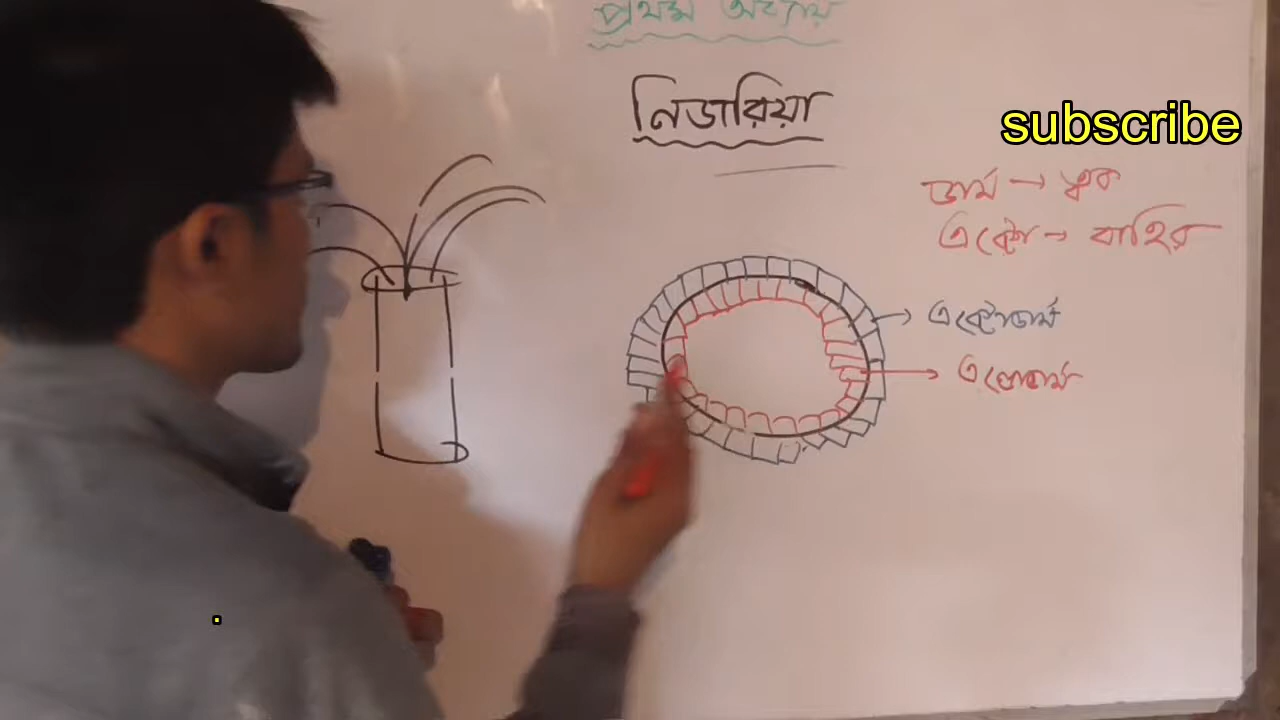 প্রথম অধ্যায়
নিডারিয়া
subscribe
ডার্ম → ত্বক
এক্টো → বাহির
এক্টোডার্ম
এন্ডোডার্ম